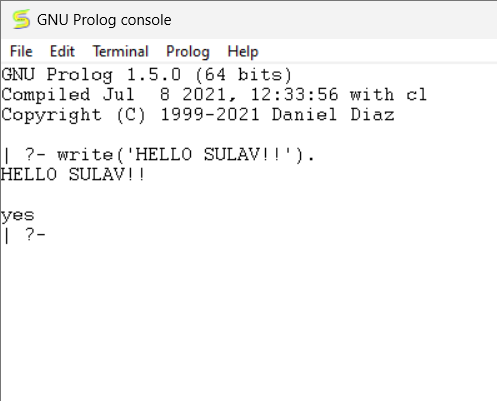 GNU Prolog console
File Edit Terminal Prolog Help
GNU Prolog 1.5.0 (64 bits)
Compiled Jul  8 2021, 12:33:56 with cl
Copyright (C) 1999-2021 Daniel Diaz
| ?- write('HELLO SULAV!!').
HELLO SULAV!!
yes
| ?-